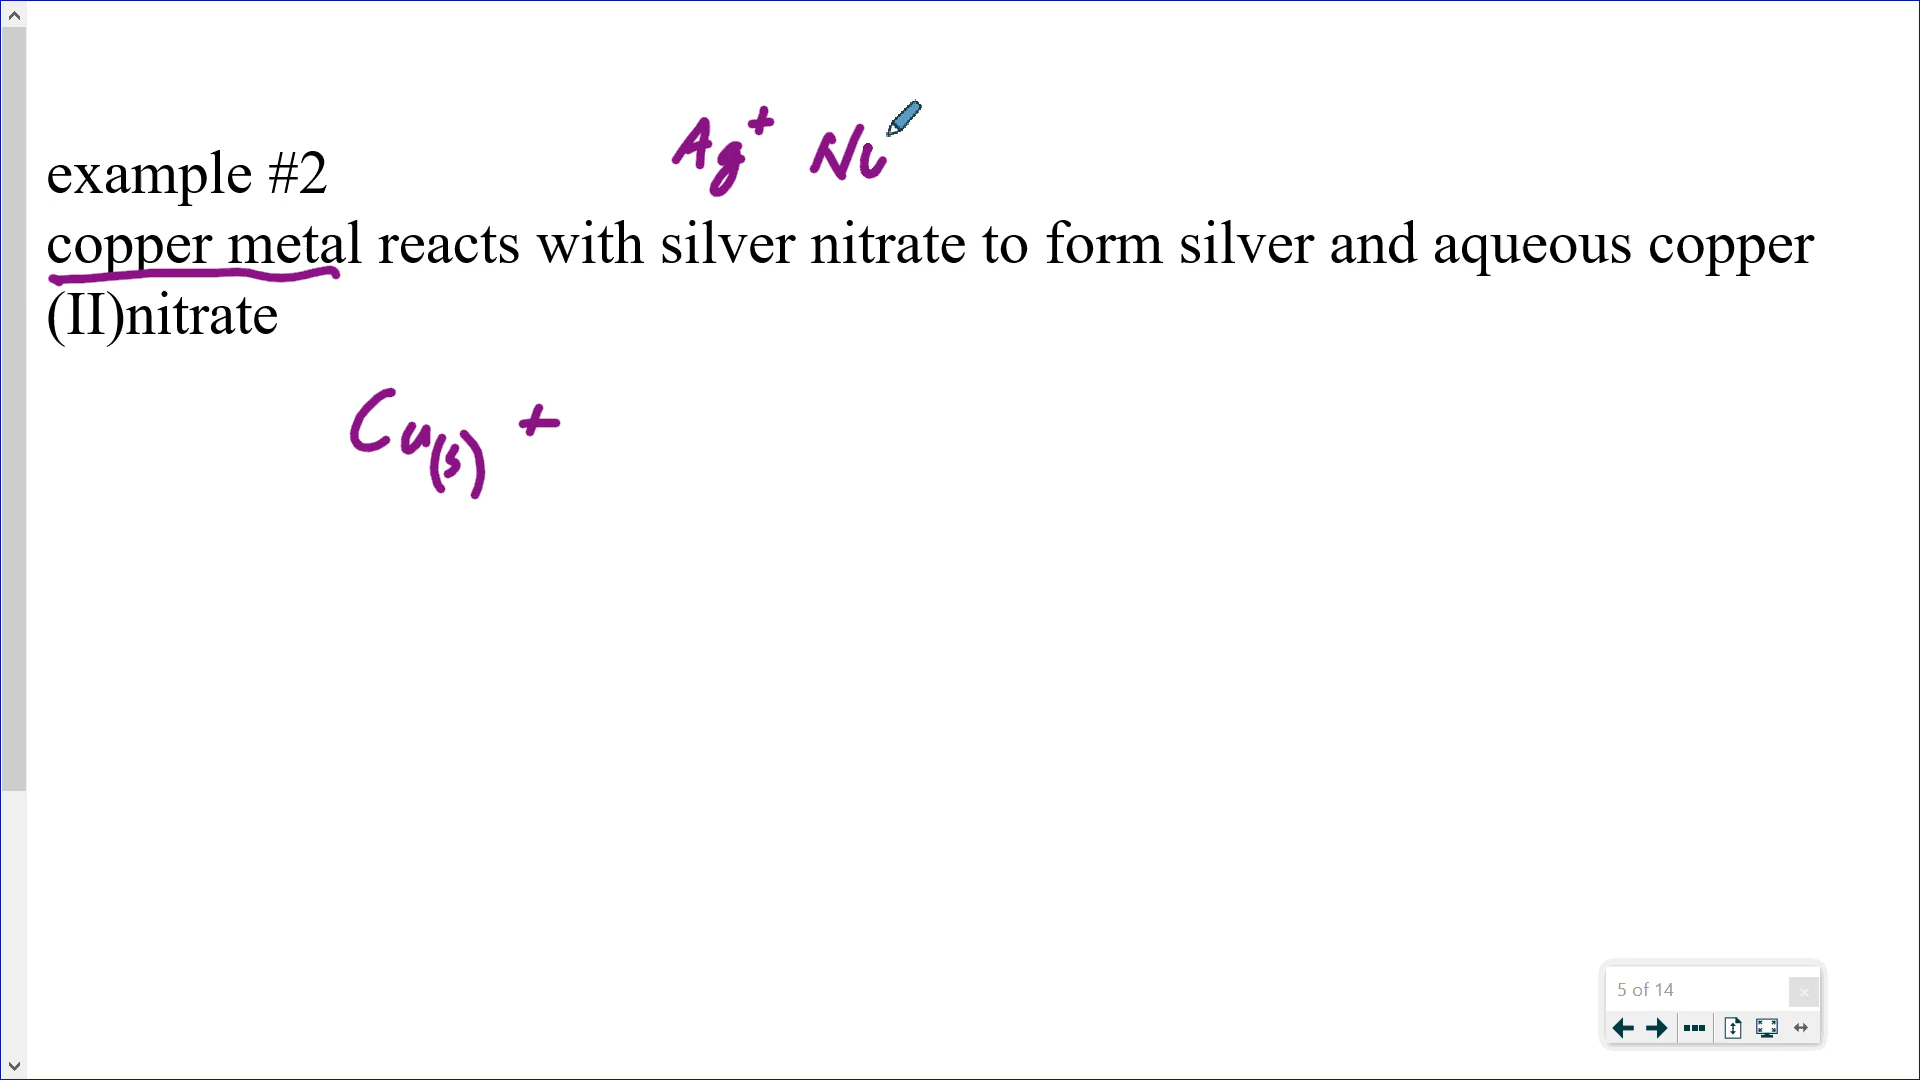 Ag+ N
example #2
copper metal reacts with silver nitrate to form silver and aqueous copper
(II)nitrate
Cu(s) +
5 of 14